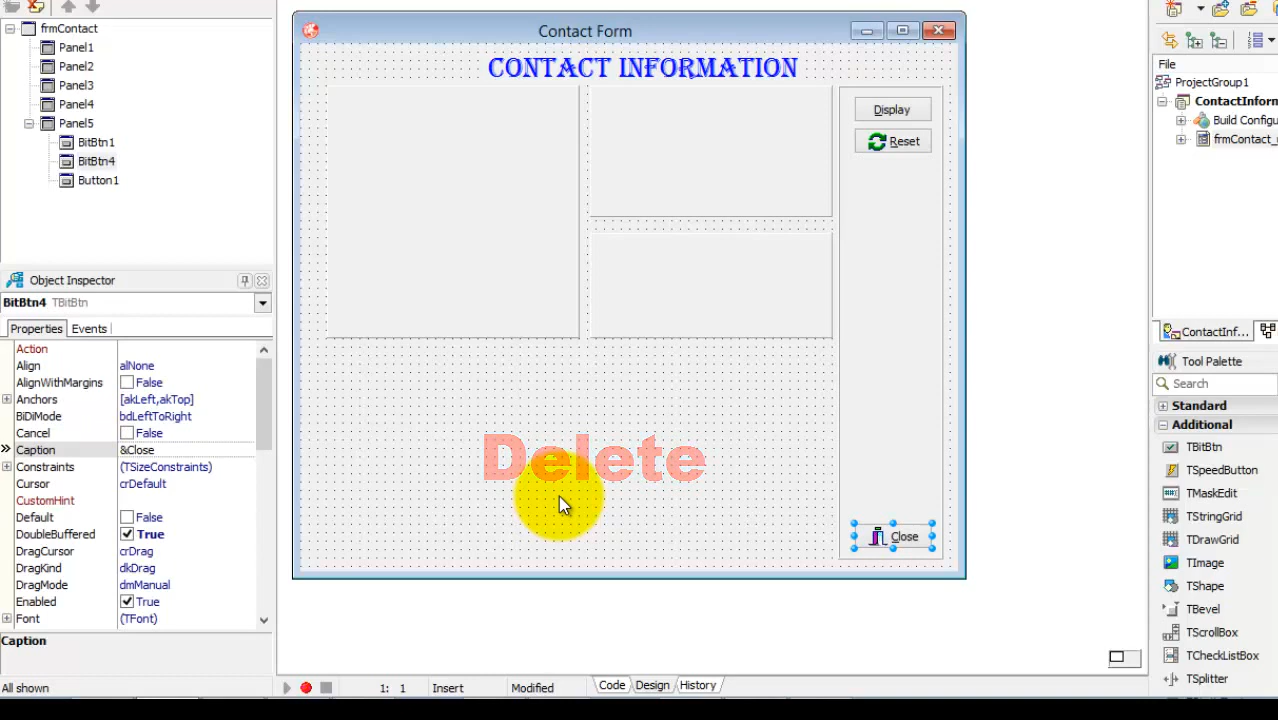 frmContact
Panel1
Panel2
Panel3
Panel4
Panel5
BitBtn1
BitBtn4
Button1
Object Inspector
BitBtn4 TBitBtn
Properties Events
Action
Align alNone
AlignWithMargins False
Anchors [akLeft,akTop]
BiDiMode bdLeftToRight
Cancel False
Caption &Close
Constraints (TSizeConstraints)
Cursor crDefault
CustomHint
Default False
DoubleBuffered True
DragCursor crDrag
DragKind dkDrag
DragMode dmManual
Enabled True
Font (TFont)
Caption
All shown
Contact Form
CONTACT INFORMATION
Display
Reset
Delete
Close
1: 1 Insert Modified Code Design History
File
ProjectGroup1
ContactInform
Build Configu
frmContact_
ContactInf...
Tool Palette
Search
Standard
Additional
TBitBtn
TSpeedButton
TMaskEdit
TStringGrid
TDrawGrid
TImage
TShape
TBevel
TScrollBox
TCheckListBox
TSplitter